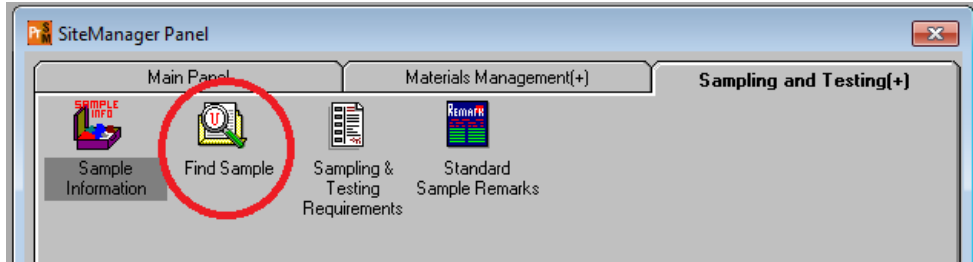 PrSM SiteManager Panel
Main Panel
Materials Management(+)
Sampling and Testing(+)
SAMPLE
INFO
U
REMARK
Sample
Information
Find Sample
Sampling &
Testing
Requirements
Standard
Sample Remarks